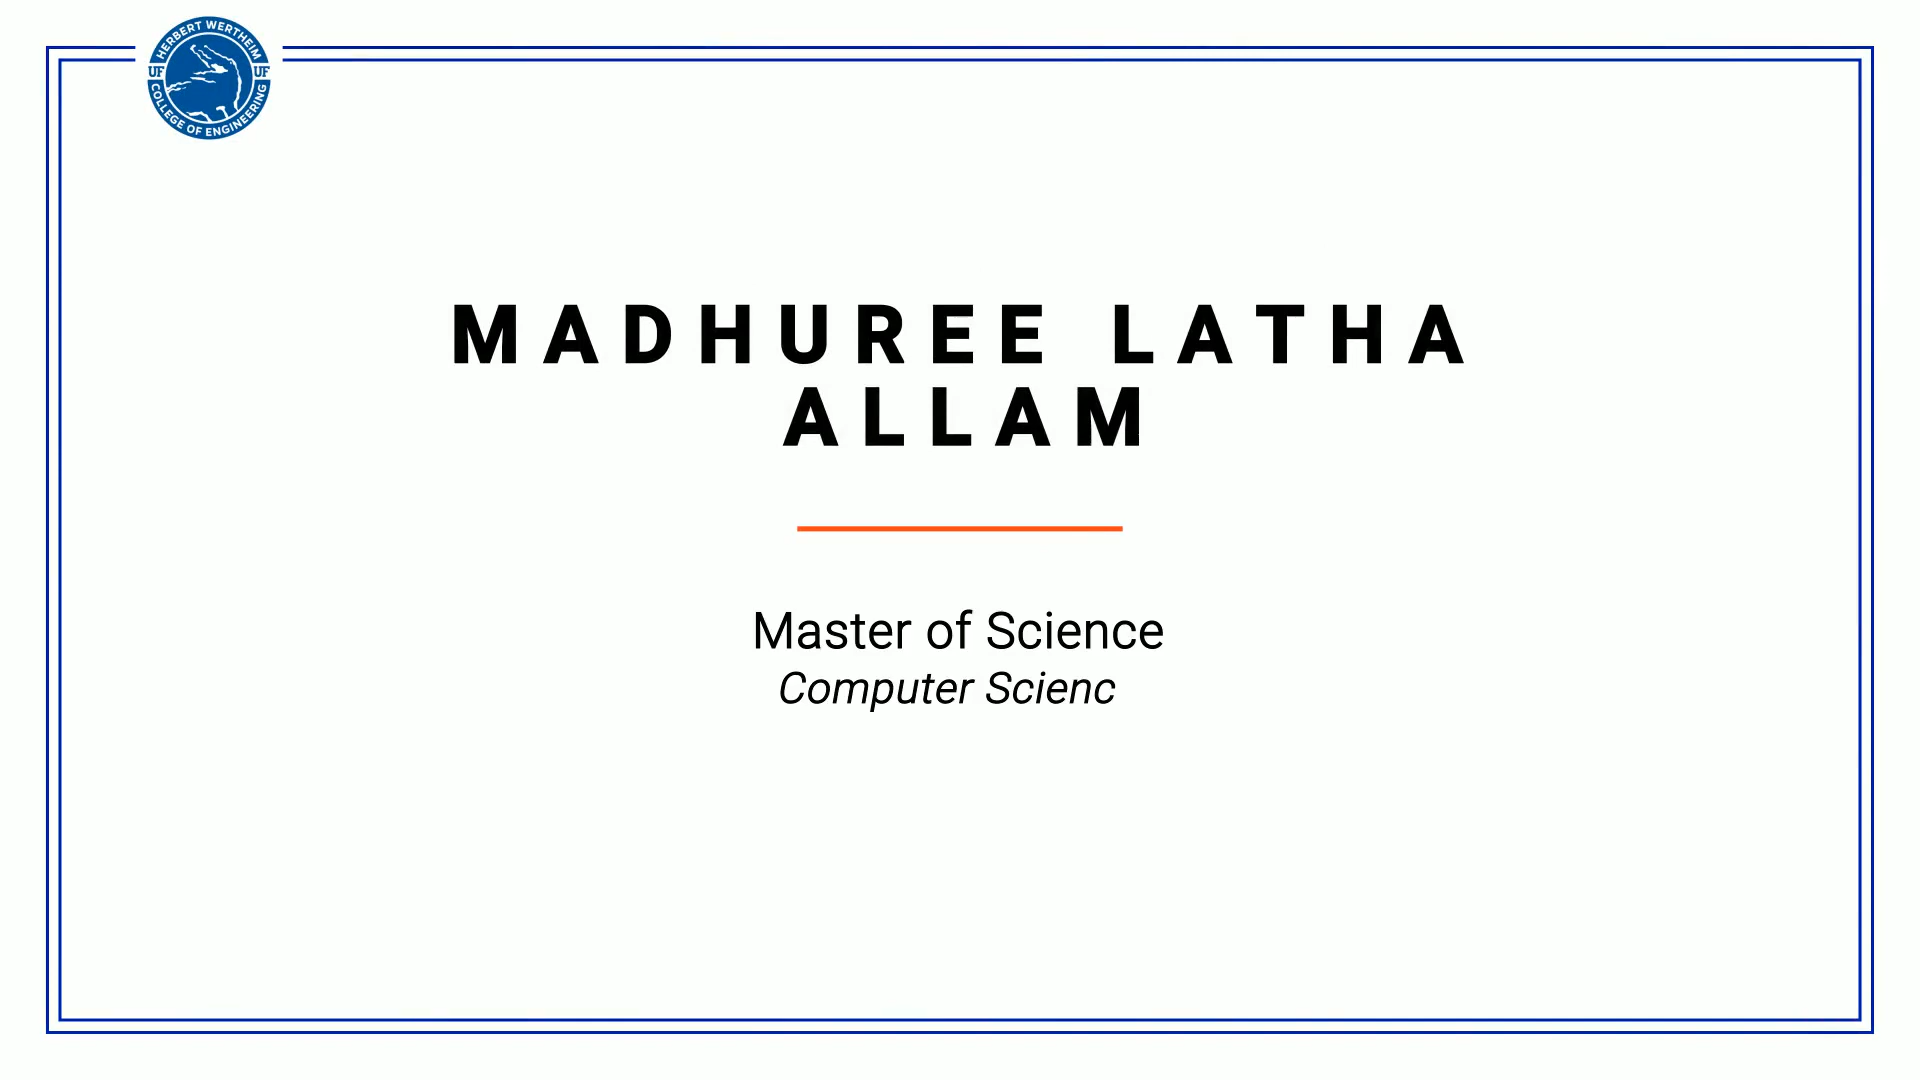 HERBERT WERTHEIM
UF UF
COLLEGE OF ENGINEERING
MADHUREE LATHA
ALLAM
Master of Science
Computer Scienc